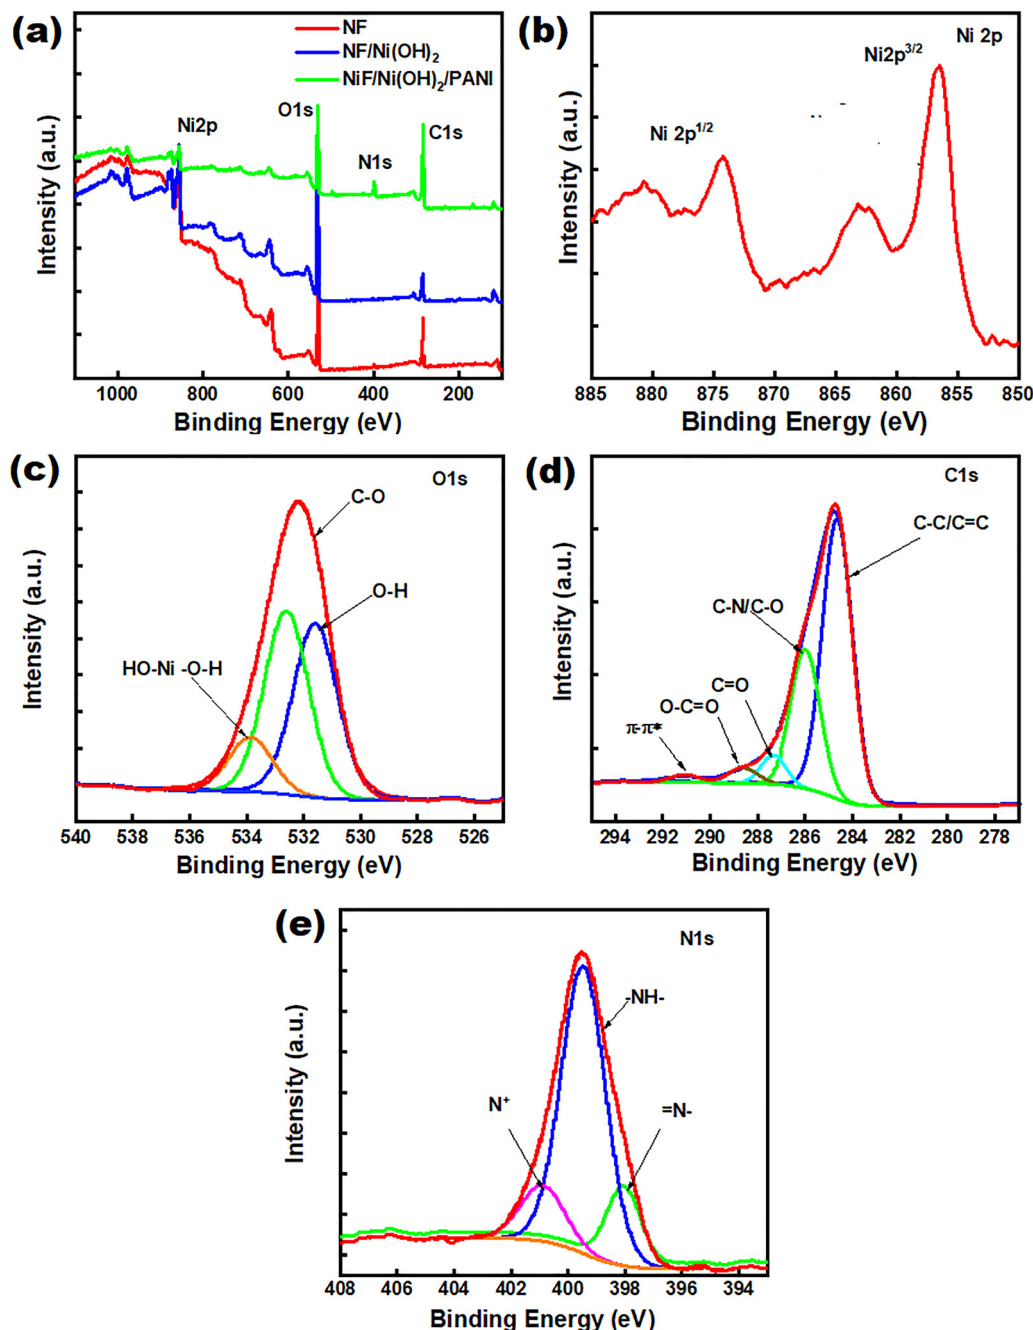 (a)
NF
NF/Ni(OH)₂
NiF/Ni(OH)₂/PANI
Ni2p
O1s
N1s
C1s
Intensity (a.u.)
1000 800 600 400 200
Binding Energy (eV)
(b)
Ni 2p
Ni2p³/²
Ni 2p¹/²
Intensity (a.u.)
885 880 875 870 865 860 855 850
Binding Energy (eV)
(c)
O1s
C-O
O-H
HO-Ni -O-H
Intensity (a.u.)
540 538 536 534 532 530 528 526
Binding Energy (eV)
(d)
C1s
C-C/C=C
C-N/C-O
C=O
O-C=O
π-π*
Intensity (a.u.)
294 292 290 288 286 284 282 280 278
Binding Energy (eV)
(e)
N1s
-NH-
N⁺
=N-
Intensity (a.u.)
408 406 404 402 400 398 396 394
Binding Energy (eV)